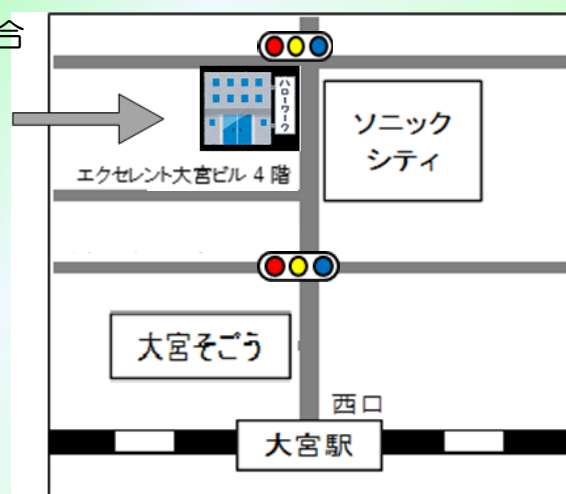 合
ハローワーク
ソニック
シティ
エクセレント大宮ビル 4 階
大宮そごう
西口
大宮駅